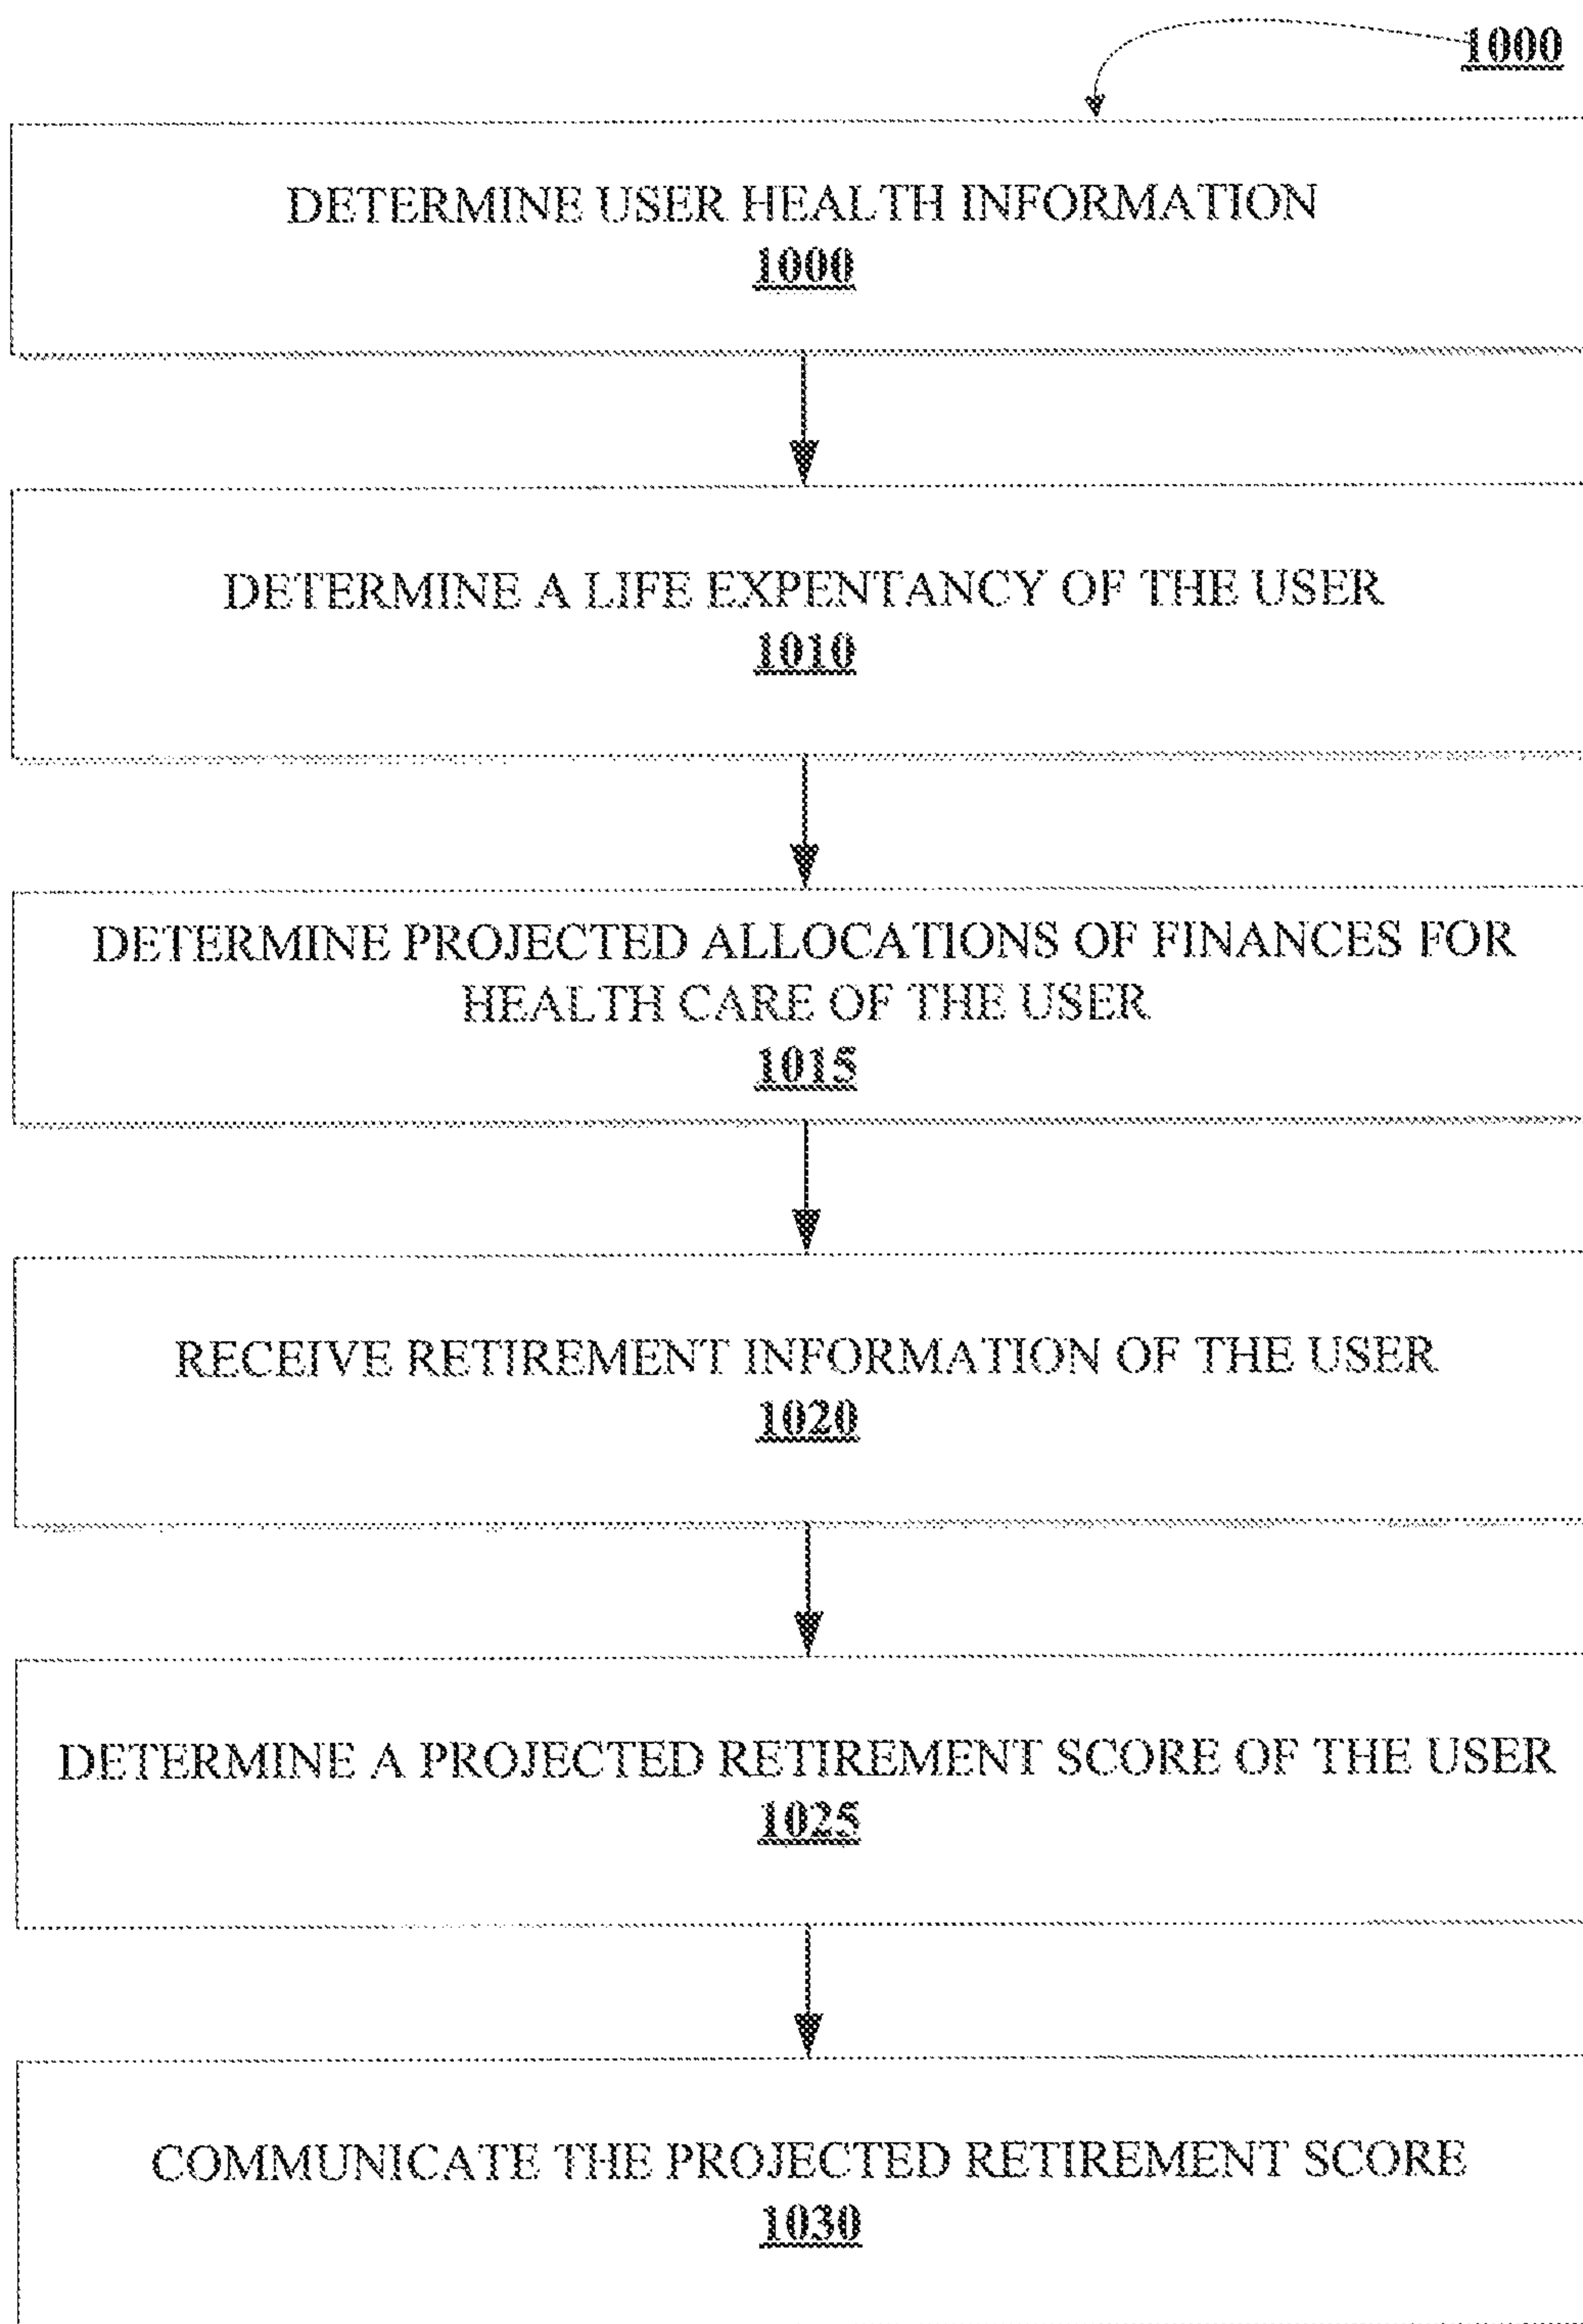 1000
DETERMINE USER HEALTH INFORMATION
1000
DETERMINE A LIFE EXPENTANCY OF THE USER
1010
DETERMINE PROJECTED ALLOCATIONS OF FINANCES FOR
HEALTH CARE OF THE USER
1015
RECEIVE RETIREMENT INFORMATION OF THE USER
1020
DETERMINE A PROJECTED RETIREMENT SCORE OF THE USER
1025
COMMUNICATE THE PROJECTED RETIREMENT SCORE
1030